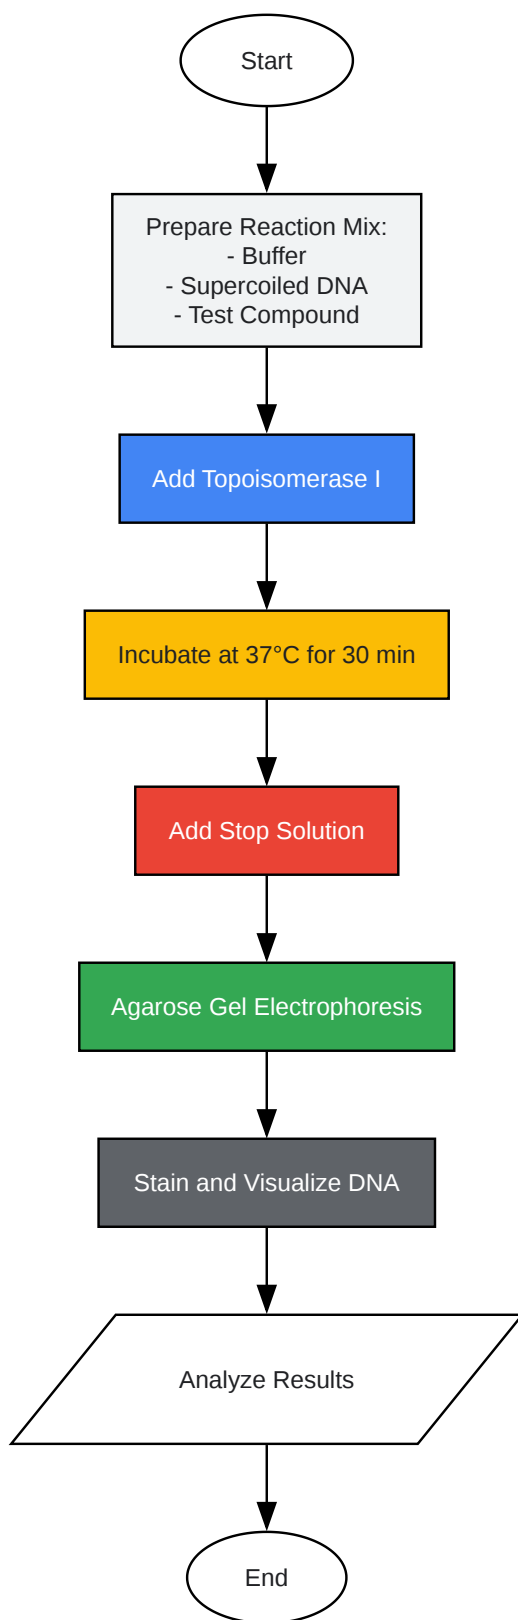 Start
Prepare Reaction Mix:
- Buffer
- Supercoiled DNA
- Test Compound
Add Topoisomerase I
Incubate at 37°C for 30 min
Add Stop Solution
Agarose Gel Electrophoresis
Stain and Visualize DNA
Analyze Results
End